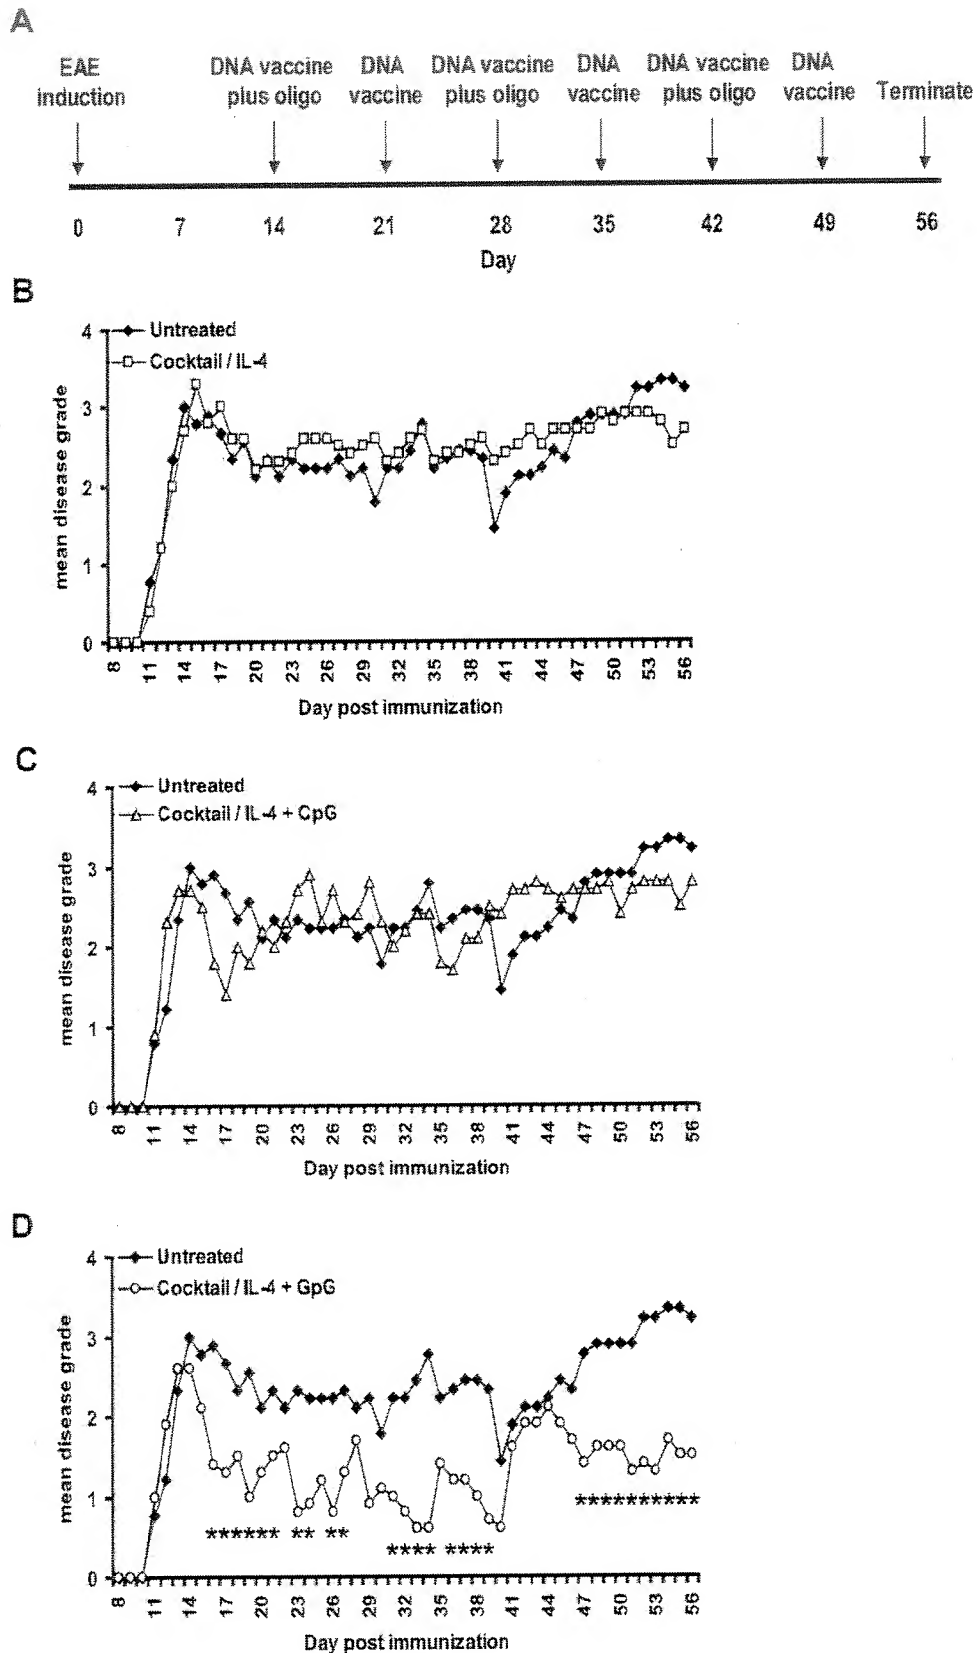 A
EAE induction
DNA vaccine plus oligo
DNA vaccine
DNA vaccine plus oligo
DNA vaccine
DNA vaccine plus oligo
DNA vaccine
Terminate
0 7 14 21 28 35 42 49 56
Day
B
Untreated
Cocktail / IL-4
mean disease grade
4
3
2
1
0
8 11 14 17 20 23 26 29 32 35 38 41 44 47 50 53 56
Day post immunization
C
Untreated
Cocktail / IL-4 + CpG
mean disease grade
4
3
2
1
0
8 11 14 17 20 23 26 29 32 35 38 41 44 47 50 53 56
Day post immunization
D
Untreated
Cocktail / IL-4 + GpG
mean disease grade
4
3
2
1
0
****** ** ** **** **** **********
8 11 14 17 20 23 26 29 32 35 38 41 44 47 50 53 56
Day post immunization